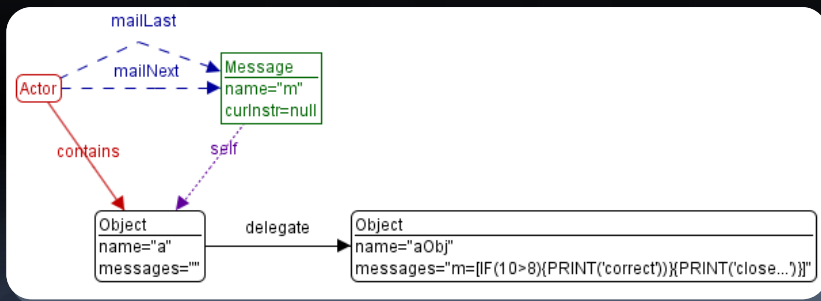 mailLast
mailNext
Actor
Message
name="m"
curInstr=null
contains
self
Object
name="a"
messages=""
delegate
Object
name="aObj"
messages="m=[IF(10>8){PRINT('correct')}{PRINT('close...')}]"